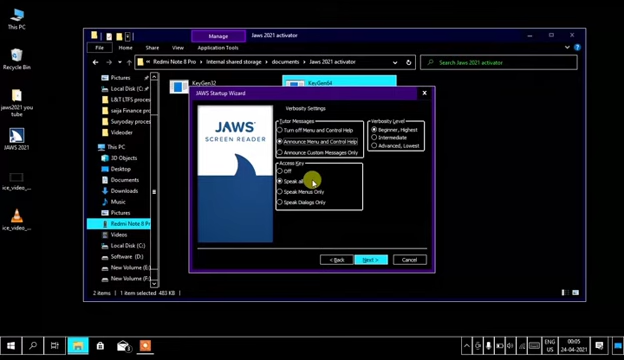 This PC
Recycle Bin
jaws2021 you
tube
JAWS 2021
ice_video_...
ice_video_...
Manage
Jaws 2021 activator
File
Home
Share
View
Application Tools
Redmi Note 8 Pro
Internal shared storage
documents
Jaws 2021 activator
Search Jaws 2021 activator
Pictures
Local Disk (C:)
L&T LTFS proces
saija Finance pro
Suryoday proces
Videoder
This PC
3D Objects
Desktop
Documents
Downloads
Music
Pictures
Redmi Note 8 Pro
Videos
Local Disk (C:)
Software (D:)
New Volume (E:)
New Volume (F:)
KeyGen32
KeyGen64
JAWS Startup Wizard
JAWS
SCREEN READER
Verbosity Settings
Tutor Messages
Turn off Menu and Control Help
Announce Menu and Control Help
Announce Custom Messages Only
Verbosity Level
Beginner, Highest
Intermediate
Advanced, Lowest
Access Key
Off
Speak all
Speak Menus Only
Speak Dialogs Only
< Back
Next >
Cancel
2 items
1 item selected 483 KB
ENG
US
00:05
24-04-2021